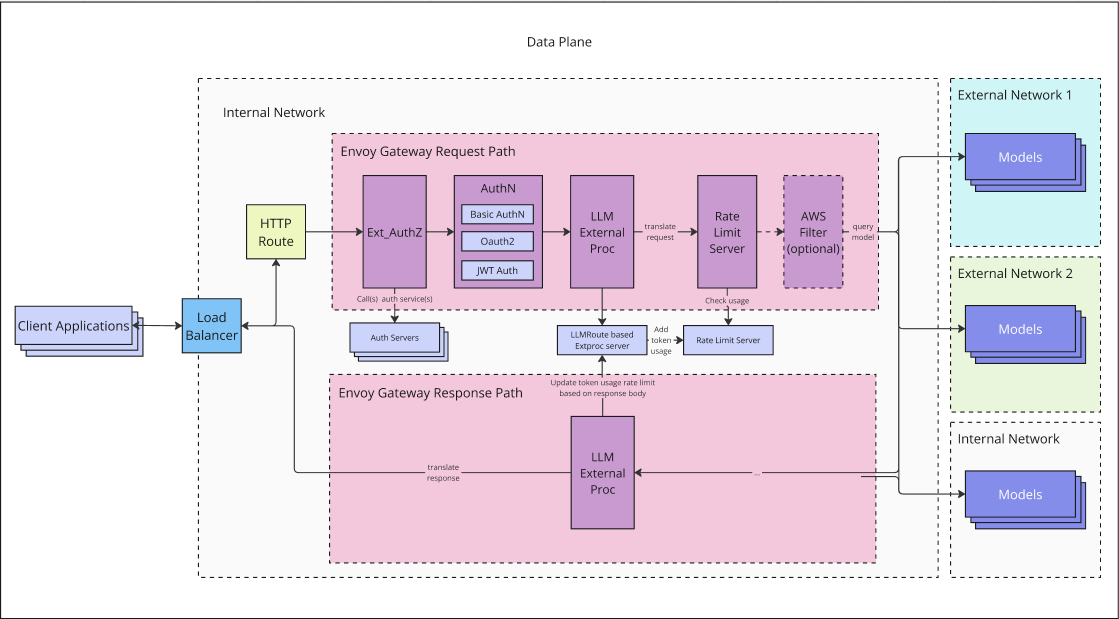 Data Plane
Internal Network
External Network 1
Models
Envoy Gateway Request Path
HTTP
Route
Ext_AuthZ
AuthN
Basic AuthN
Oauth2
JWT Auth
LLM
External
Proc
translate
request
Rate
Limit
Server
AWS
Filter
(optional)
query
model
Call(s) auth service(s)
Check usage
External Network 2
Models
Client Applications
Load
Balancer
Auth Servers
LLMRoute based
Extproc server
Add
token
usage
Rate Limit Server
Envoy Gateway Response Path
Update token usage rate limit
based on response body
LLM
External
Proc
translate
response
...
Internal Network
Models